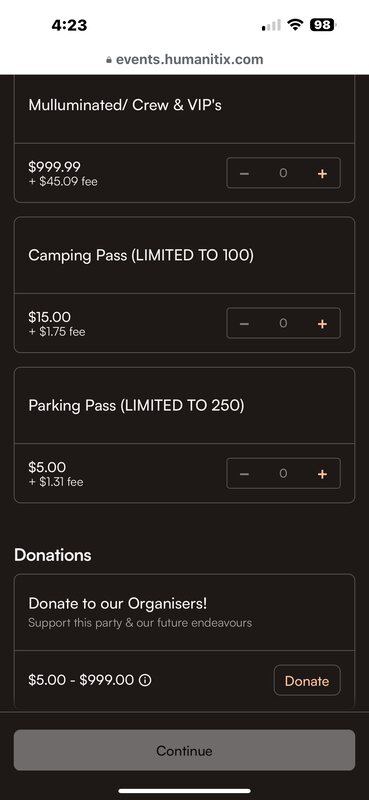 4:23
98
events.humanitix.com
Mulluminated/ Crew & VIP's
$999.99
+ $45.09 fee
− 0 +
Camping Pass (LIMITED TO 100)
$15.00
+ $1.75 fee
− 0 +
Parking Pass (LIMITED TO 250)
$5.00
+ $1.31 fee
− 0 +
Donations
Donate to our Organisers!
Support this party & our future endeavours
$5.00 - $999.00
Donate
Continue